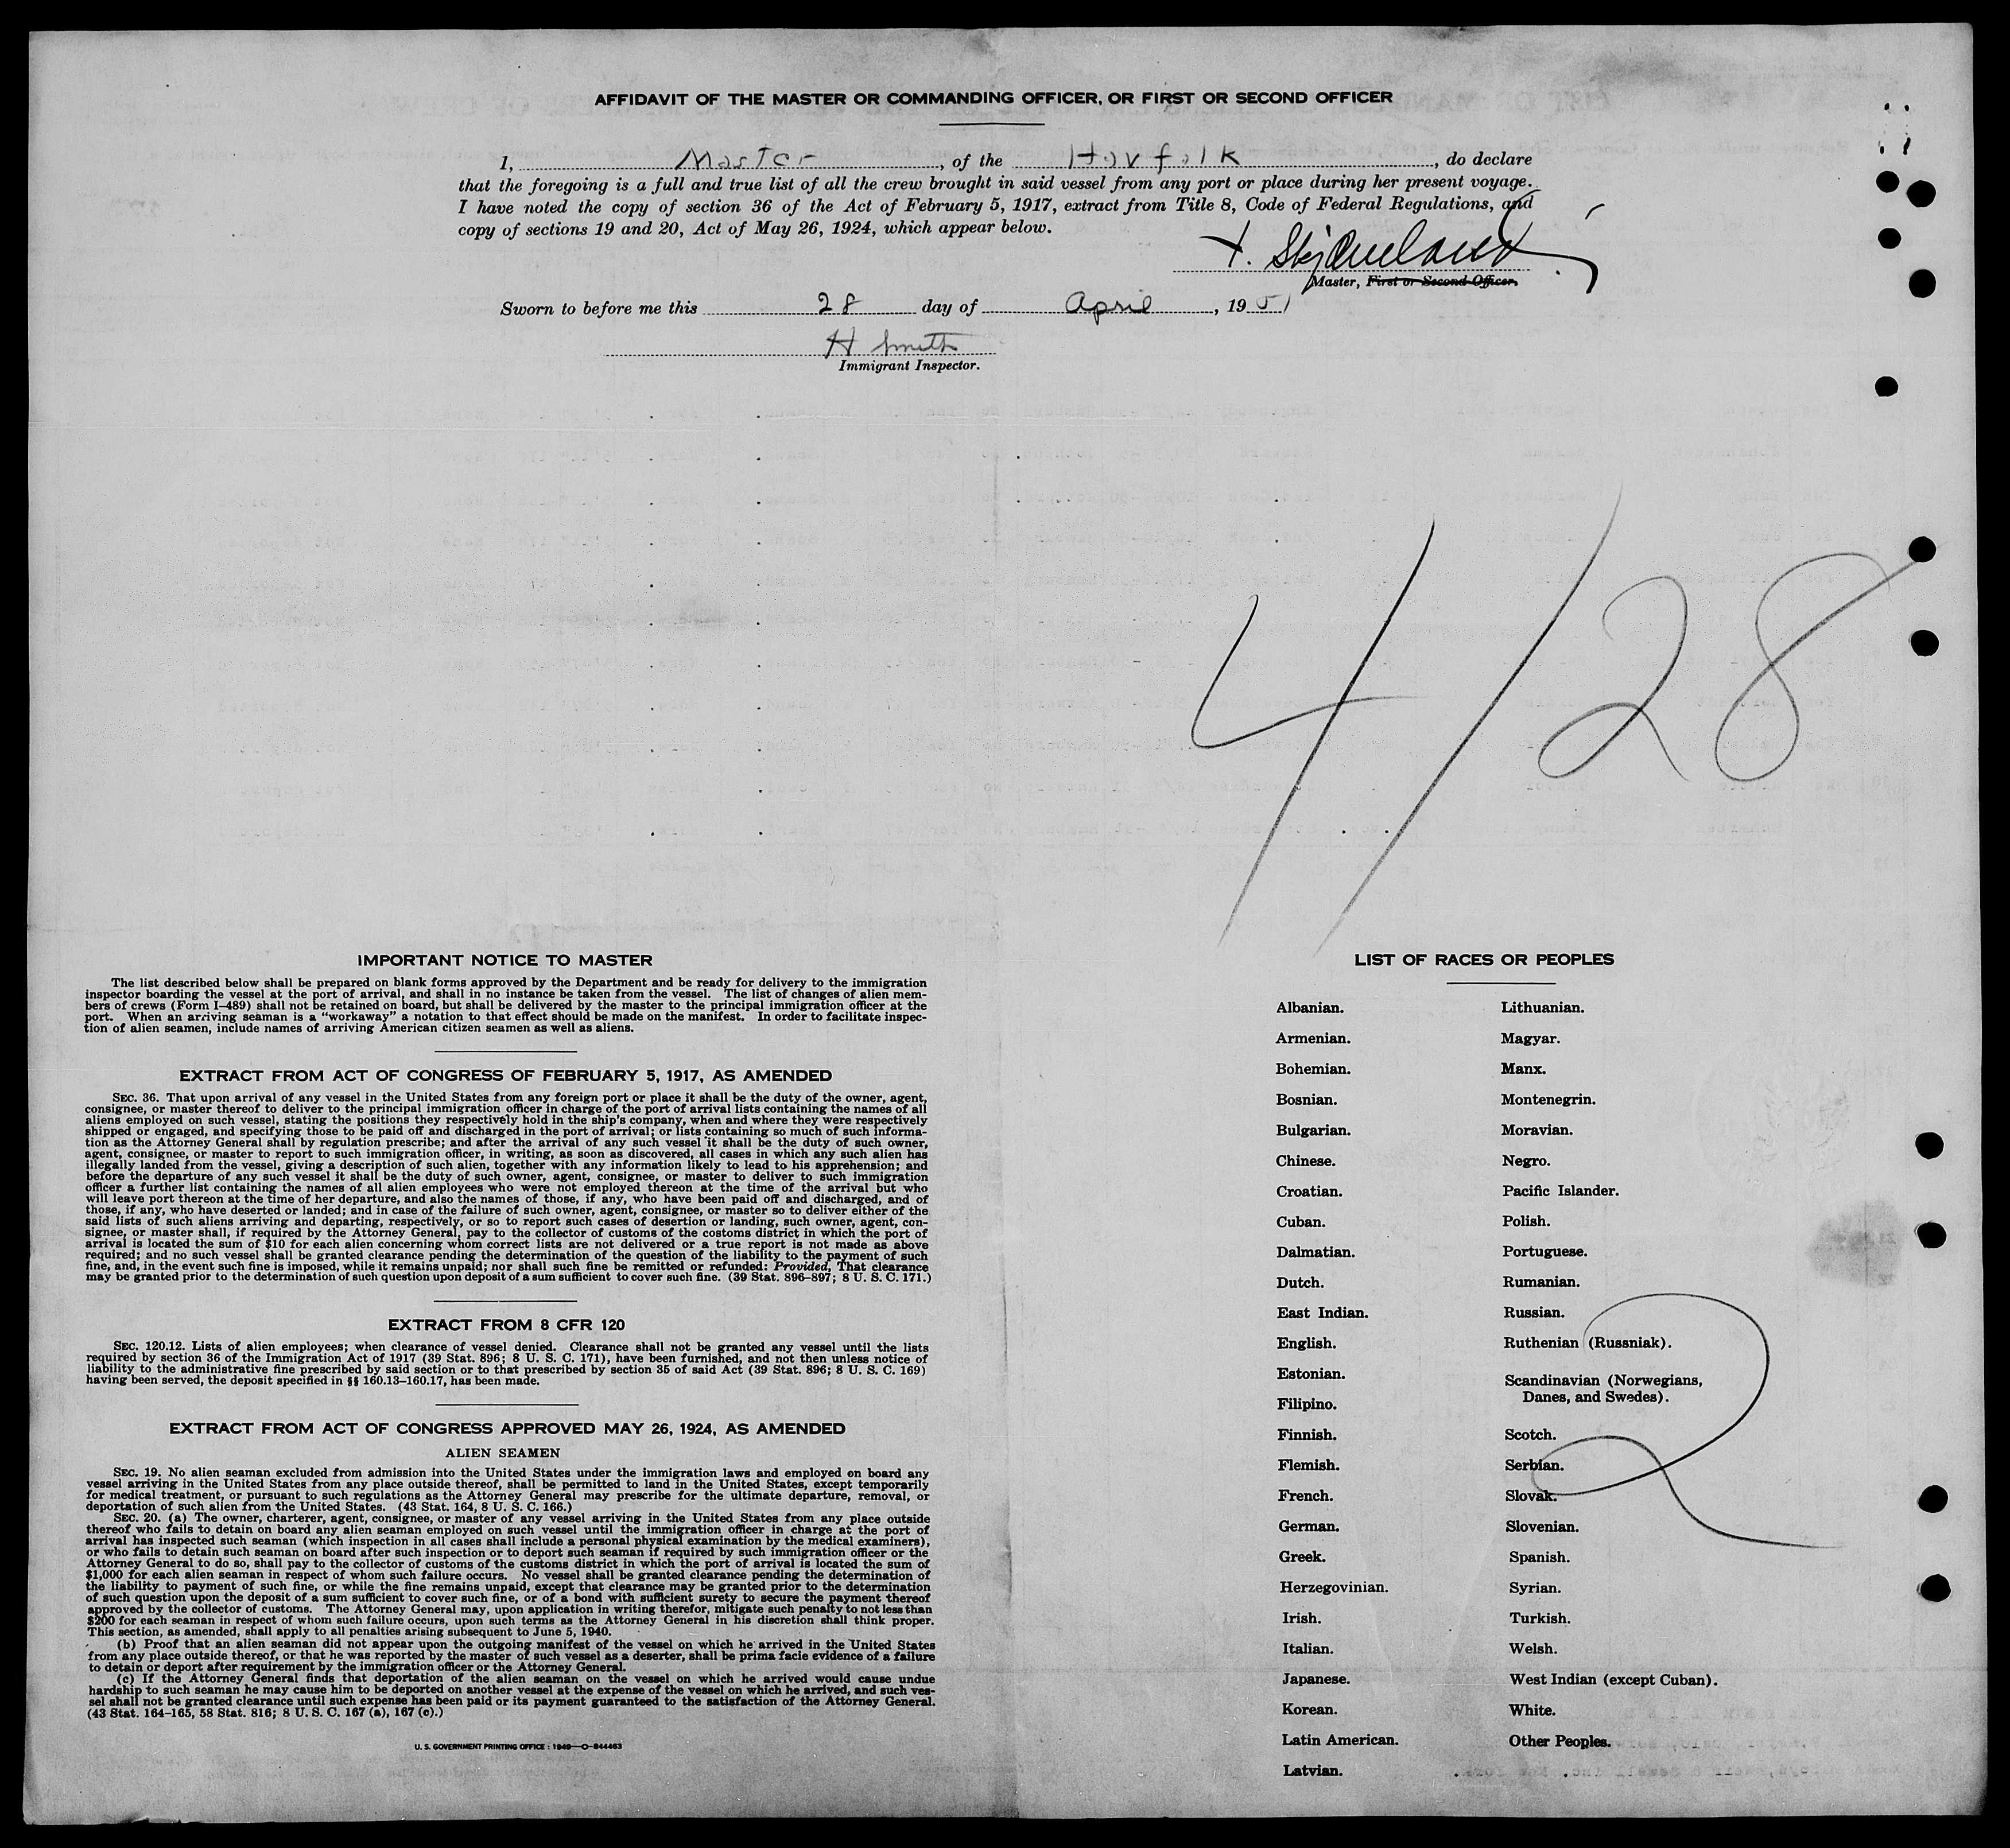 AFFIDAVIT OF THE MASTER OR COMMANDING OFFICER, OR FIRST OR SECOND OFFICER
I, Master, of the Havfalk, do declare
that the foregoing is a full and true list of all the crew brought in said vessel from any port or place during her present voyage.
I have noted the copy of section 36 of the Act of February 5, 1917, extract from Title 8, Code of Federal Regulations, and
copy of sections 19 and 20, Act of May 26, 1924, which appear below.
Master, First or Second Officer.
Sworn to before me this 28 day of April, 1951
H Smith
Immigrant Inspector.
4/28
IMPORTANT NOTICE TO MASTER
The list described below shall be prepared on blank forms approved by the Department and be ready for delivery to the immigration
inspector boarding the vessel at the port of arrival, and shall in no instance be taken from the vessel. The list of changes of alien mem-
bers of crews (Form I-489) shall not be retained on board, but shall be delivered by the master to the principal immigration officer at the
port. When an arriving seaman is a "workaway" a notation to that effect should be made on the manifest. In order to facilitate inspec-
tion of alien seamen, include names of arriving American citizen seamen as well as aliens.
EXTRACT FROM ACT OF CONGRESS OF FEBRUARY 5, 1917, AS AMENDED
SEC. 36. That upon arrival of any vessel in the United States from any foreign port or place it shall be the duty of the owner, agent,
consignee, or master thereof to deliver to the principal immigration officer in charge of the port of arrival lists containing the names of all
aliens employed on such vessel, stating the positions they respectively hold in the ship's company, when and where they were respectively
shipped or engaged, and specifying those to be paid off and discharged in the port of arrival; or lists containing so much of such informa-
tion as the Attorney General shall by regulation prescribe; and after the arrival of any such vessel it shall be the duty of such owner,
agent, consignee, or master to report to such immigration officer, in writing, as soon as discovered, all cases in which any such alien has
illegally landed from the vessel, giving a description of such alien, together with any information likely to lead to his apprehension; and
before the departure of any such vessel it shall be the duty of such owner, agent, consignee, or master to deliver to such immigration
officer a further list containing the names of all alien employees who were not employed thereon at the time of the arrival but who
will leave port thereon at the time of her departure, and also the names of those, if any, who have been paid off and discharged, and of
those, if any, who have deserted or landed; and in case of the failure of such owner, agent, consignee, or master so to deliver either of the
said lists of such aliens arriving and departing, respectively, or so to report such cases of desertion or landing, such owner, agent, con-
signee, or master shall, if required by the Attorney General, pay to the collector of customs of the costoms district in which the port of
arrival is located the sum of $10 for each alien concerning whom correct lists are not delivered or a true report is not made as above
required; and no such vessel shall be granted clearance pending the determination of the question of the liability to the payment of such
fine, and, in the event such fine is imposed, while it remains unpaid; nor shall such fine be remitted or refunded: Provided, That clearance
may be granted prior to the determination of such question upon deposit of a sum sufficient to cover such fine. (39 Stat. 896-897; 8 U. S. C. 171.)
EXTRACT FROM 8 CFR 120
SEC. 120.12. Lists of alien employees; when clearance of vessel denied. Clearance shall not be granted any vessel until the lists
required by section 36 of the Immigration Act of 1917 (39 Stat. 896; 8 U. S. C. 171), have been furnished, and not then unless notice of
liability to the administrative fine prescribed by said section or to that prescribed by section 35 of said Act (39 Stat. 896; 8 U. S. C. 169)
having been served, the deposit specified in §§ 160.13-160.17, has been made.
EXTRACT FROM ACT OF CONGRESS APPROVED MAY 26, 1924, AS AMENDED
ALIEN SEAMEN
SEC. 19. No alien seaman excluded from admission into the United States under the immigration laws and employed on board any
vessel arriving in the United States from any place outside thereof, shall be permitted to land in the United States, except temporarily
for medical treatment, or pursuant to such regulations as the Attorney General may prescribe for the ultimate departure, removal, or
deportation of such alien from the United States. (43 Stat. 164, 8 U. S. C. 166.)
SEC. 20. (a) The owner, charterer, agent, consignee, or master of any vessel arriving in the United States from any place outside
thereof who fails to detain on board any alien seaman employed on such vessel until the immigration officer in charge at the port of
arrival has inspected such seaman (which inspection in all cases shall include a personal physical examination by the medical examiners),
or who fails to detain such seaman on board after such inspection or to deport such seaman if required by such immigration officer or the
Attorney General to do so, shall pay to the collector of customs of the customs district in which the port of arrival is located the sum of
$1,000 for each alien seaman in respect of whom such failure occurs. No vessel shall be granted clearance pending the determination of
the liability to payment of such fine, or while the fine remains unpaid, except that clearance may be granted prior to the determination
of such question upon the deposit of a sum sufficient to cover such fine, or of a bond with sufficient surety to secure the payment thereof
approved by the collector of customs. The Attorney General may, upon application in writing therefor, mitigate such penalty to not less than
$200 for each seaman in respect of whom such failure occurs, upon such terms as the Attorney General in his discretion shall think proper.
This section, as amended, shall apply to all penalties arising subsequent to June 5, 1940.
(b) Proof that an alien seaman did not appear upon the outgoing manifest of the vessel on which he arrived in the United States
from any place outside thereof, or that he was reported by the master of such vessel as a deserter, shall be prima facie evidence of a failure
to detain or deport after requirement by the immigration officer or the Attorney General.
(c) If the Attorney General finds that deportation of the alien seaman on the vessel on which he arrived would cause undue
hardship to such seaman he may cause him to be deported on another vessel at the expense of the vessel on which he arrived, and such ves-
sel shall not be granted clearance until such expense has been paid or its payment guaranteed to the satisfaction of the Attorney General.
(43 Stat. 164-165, 58 Stat. 816; 8 U. S. C. 167 (a), 167 (c).)
U. S. GOVERNMENT PRINTING OFFICE : 1949—O-844463
LIST OF RACES OR PEOPLES
Albanian.
Armenian.
Bohemian.
Bosnian.
Bulgarian.
Chinese.
Croatian.
Cuban.
Dalmatian.
Dutch.
East Indian.
English.
Estonian.
Filipino.
Finnish.
Flemish.
French.
German.
Greek.
Herzegovinian.
Irish.
Italian.
Japanese.
Korean.
Latin American.
Latvian.
Lithuanian.
Magyar.
Manx.
Montenegrin.
Moravian.
Negro.
Pacific Islander.
Polish.
Portuguese.
Rumanian.
Russian.
Ruthenian (Russniak).
Scandinavian (Norwegians,
Danes, and Swedes).
Scotch.
Serbian.
Slovak.
Slovenian.
Spanish.
Syrian.
Turkish.
Welsh.
West Indian (except Cuban).
White.
Other Peoples.
2